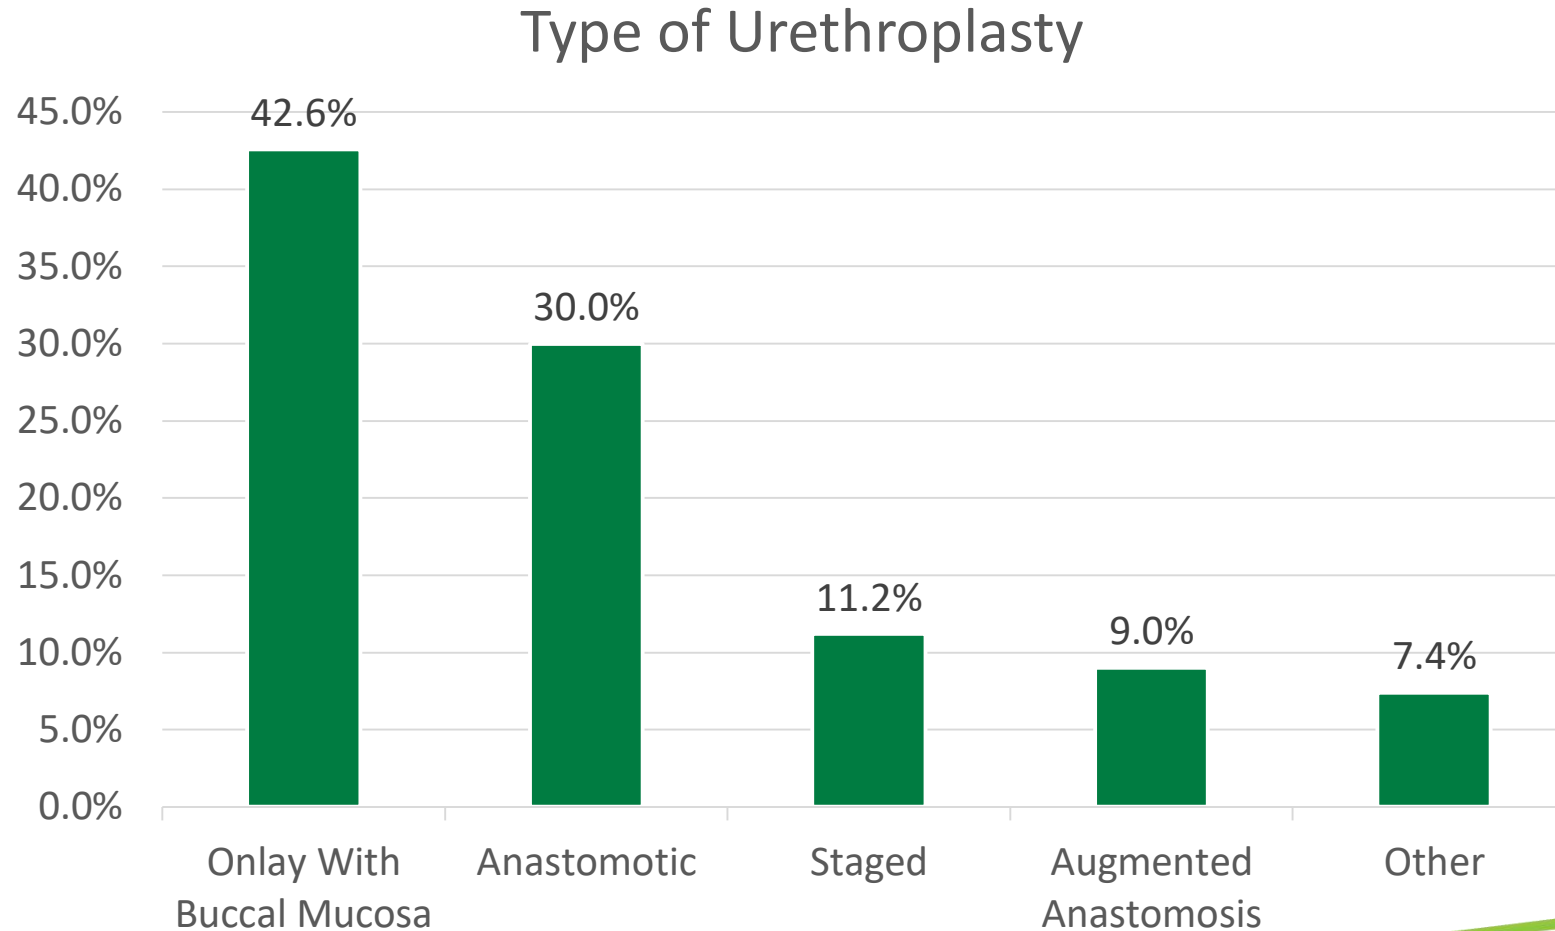 Type of Urethroplasty
45.0%
40.0%
35.0%
30.0%
25.0%
20.0%
15.0%
10.0%
5.0%
0.0%
42.6%
30.0%
11.2%
9.0%
7.4%
Onlay With
Buccal Mucosa
Anastomotic
Staged
Augmented
Anastomosis
Other